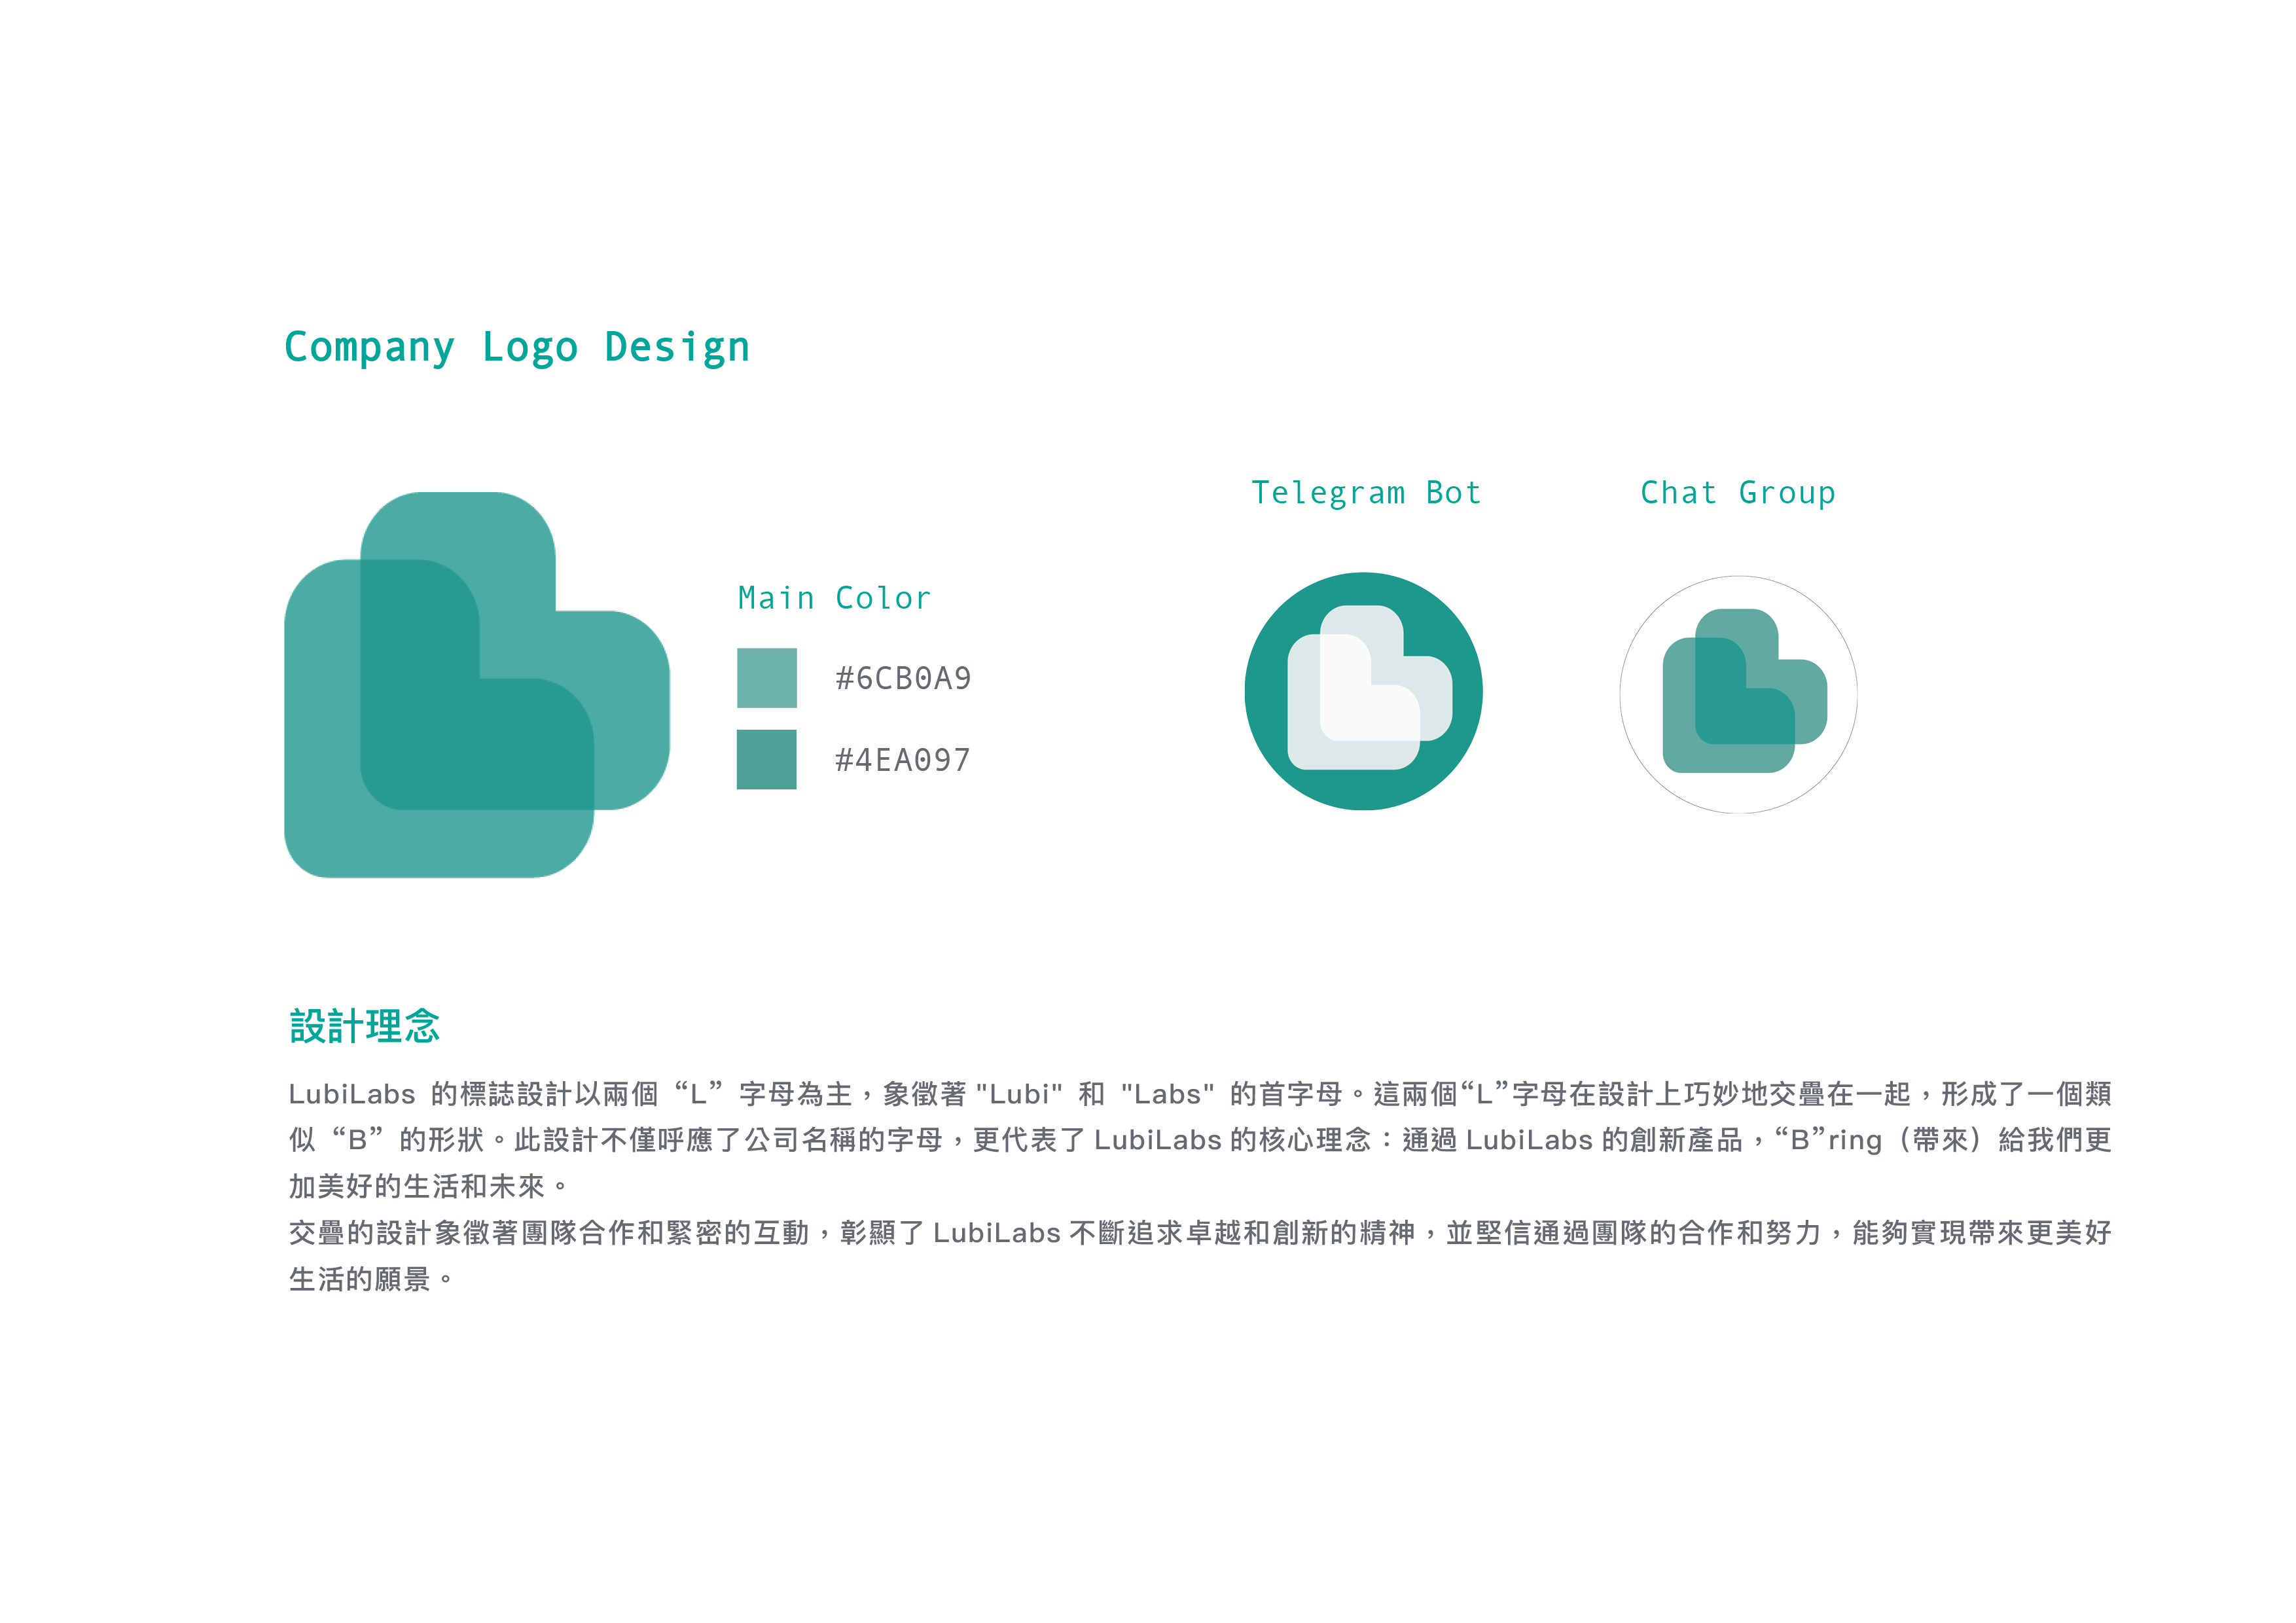 Company Logo Design
Telegram Bot
Chat Group
Main Color
#6CB0A9
#4EA097
設計理念
LubiLabs 的標誌設計以兩個 “L” 字母為主，象徵著 "Lubi" 和 "Labs" 的首字母。這兩個“L”字母在設計上巧妙地交疊在一起，形成了一個類
似 “B” 的形狀。此設計不僅呼應了公司名稱的字母，更代表了 LubiLabs 的核心理念：通過 LubiLabs 的創新產品，“B”ring（帶來）給我們更
加美好的生活和未來。
交疊的設計象徵著團隊合作和緊密的互動，彰顯了 LubiLabs 不斷追求卓越和創新的精神，並堅信通過團隊的合作和努力，能夠實現帶來更美好
生活的願景。